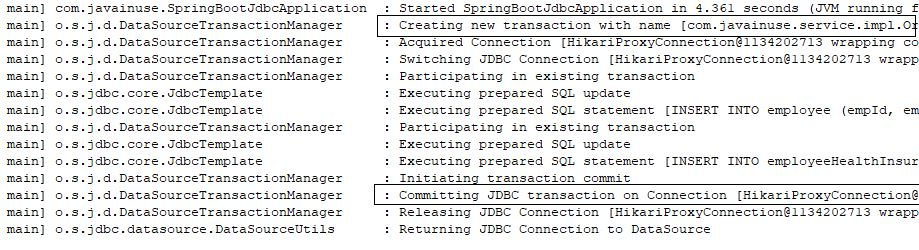 main] com.javainuse.SpringBootJdbcApplication : Started SpringBootJdbcApplication in 4.361 seconds (JVM running f
main] o.s.j.d.DataSourceTransactionManager : Creating new transaction with name [com.javainuse.service.impl.Or
main] o.s.j.d.DataSourceTransactionManager : Acquired Connection [HikariProxyConnection@1134202713 wrapping co
main] o.s.j.d.DataSourceTransactionManager : Switching JDBC Connection [HikariProxyConnection@1134202713 wrapp
main] o.s.j.d.DataSourceTransactionManager : Participating in existing transaction
main] o.s.jdbc.core.JdbcTemplate : Executing prepared SQL update
main] o.s.jdbc.core.JdbcTemplate : Executing prepared SQL statement [INSERT INTO employee (empId, em
main] o.s.j.d.DataSourceTransactionManager : Participating in existing transaction
main] o.s.jdbc.core.JdbcTemplate : Executing prepared SQL update
main] o.s.jdbc.core.JdbcTemplate : Executing prepared SQL statement [INSERT INTO employeeHealthInsur
main] o.s.j.d.DataSourceTransactionManager : Initiating transaction commit
main] o.s.j.d.DataSourceTransactionManager : Committing JDBC transaction on Connection [HikariProxyConnection@
main] o.s.j.d.DataSourceTransactionManager : Releasing JDBC Connection [HikariProxyConnection@1134202713 wrapp
main] o.s.jdbc.datasource.DataSourceUtils : Returning JDBC Connection to DataSource